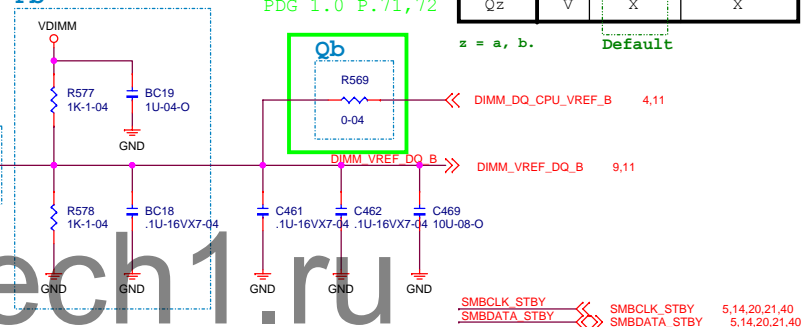 PDG 1.0 P.71,72
Qz V X X
z = a, b.
Default
VDIMM
Qb
R577
1K-1-04
BC19
1U-04-O
GND
R569
0-04
DIMM_DQ_CPU_VREF_B 4,11
DIMM_VREF_DQ_B
DIMM_VREF_DQ_B 9,11
R578
1K-1-04
BC18
.1U-16VX7-04
C461
.1U-16VX7-04
C462
.1U-16VX7-04
C469
10U-08-O
GND
GND
GND
GND
GND
ech1.ru
SMBCLK_STBY
SMBCLK_STBY 5,14,20,21,40
SMBDATA_STBY
SMBDATA_STBY 5,14,20,21,40